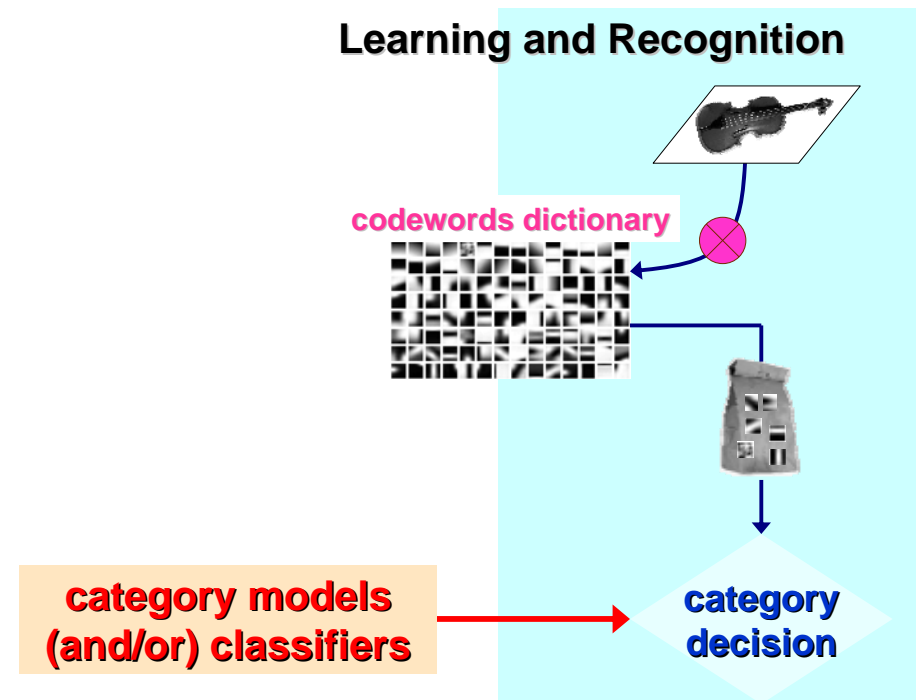 Learning and Recognition
codewords dictionary
category models
(and/or) classifiers
category
decision